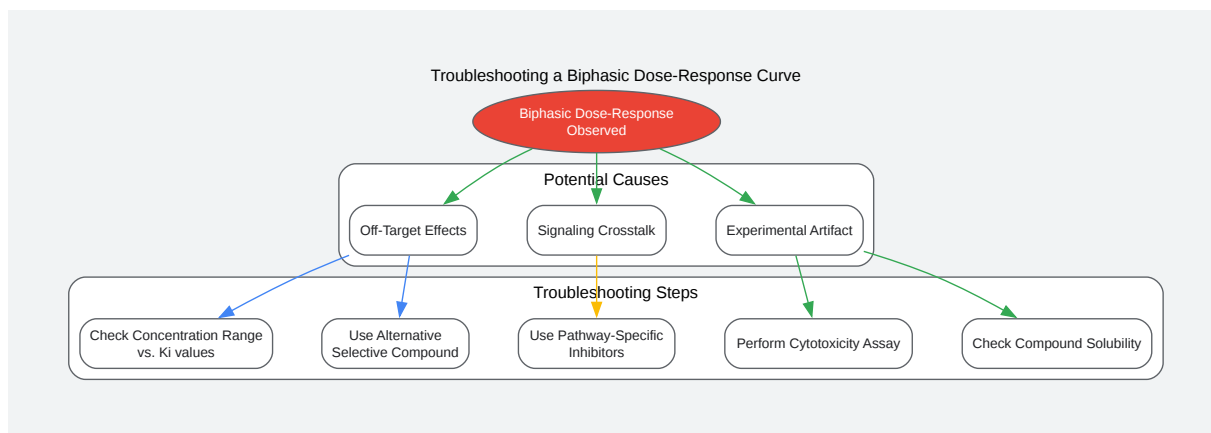 Troubleshooting a Biphasic Dose-Response Curve
Biphasic Dose-Response
Observed
Potential Causes
Off-Target Effects
Signaling Crosstalk
Experimental Artifact
Troubleshooting Steps
Check Concentration Range
vs. Ki values
Use Alternative
Selective Compound
Use Pathway-Specific
Inhibitors
Perform Cytotoxicity Assay
Check Compound Solubility